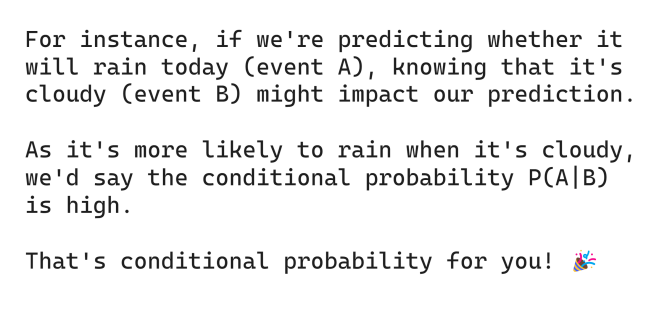 For instance, if we're predicting whether it
will rain today (event A), knowing that it's
cloudy (event B) might impact our prediction.
As it's more likely to rain when it's cloudy,
we'd say the conditional probability P(A|B)
is high.
That's conditional probability for you! 🎉